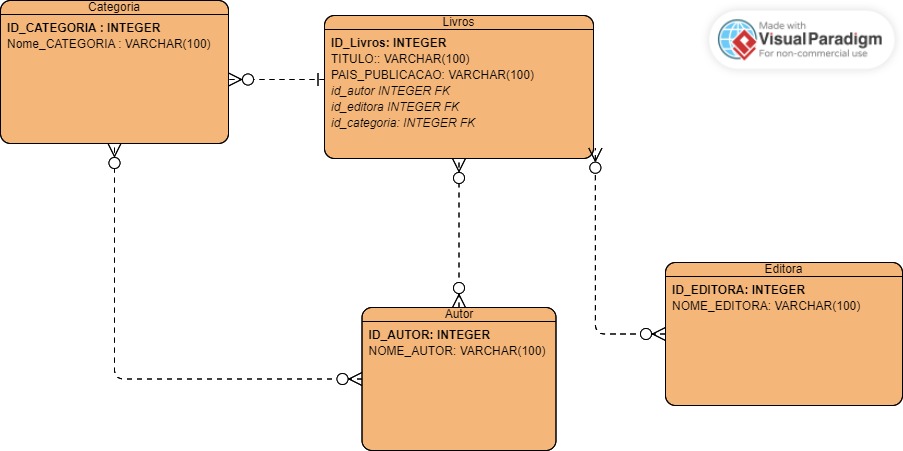 Categoria
ID_CATEGORIA : INTEGER
Nome_CATEGORIA : VARCHAR(100)
Livros
ID_Livros: INTEGER
TITULO:: VARCHAR(100)
PAIS_PUBLICACAO: VARCHAR(100)
id_autor INTEGER FK
id_editora INTEGER FK
id_categoria: INTEGER FK
Made with
VisualParadigm
For non-commercial use
Editora
ID_EDITORA: INTEGER
NOME_EDITORA: VARCHAR(100)
Autor
ID_AUTOR: INTEGER
NOME_AUTOR: VARCHAR(100)